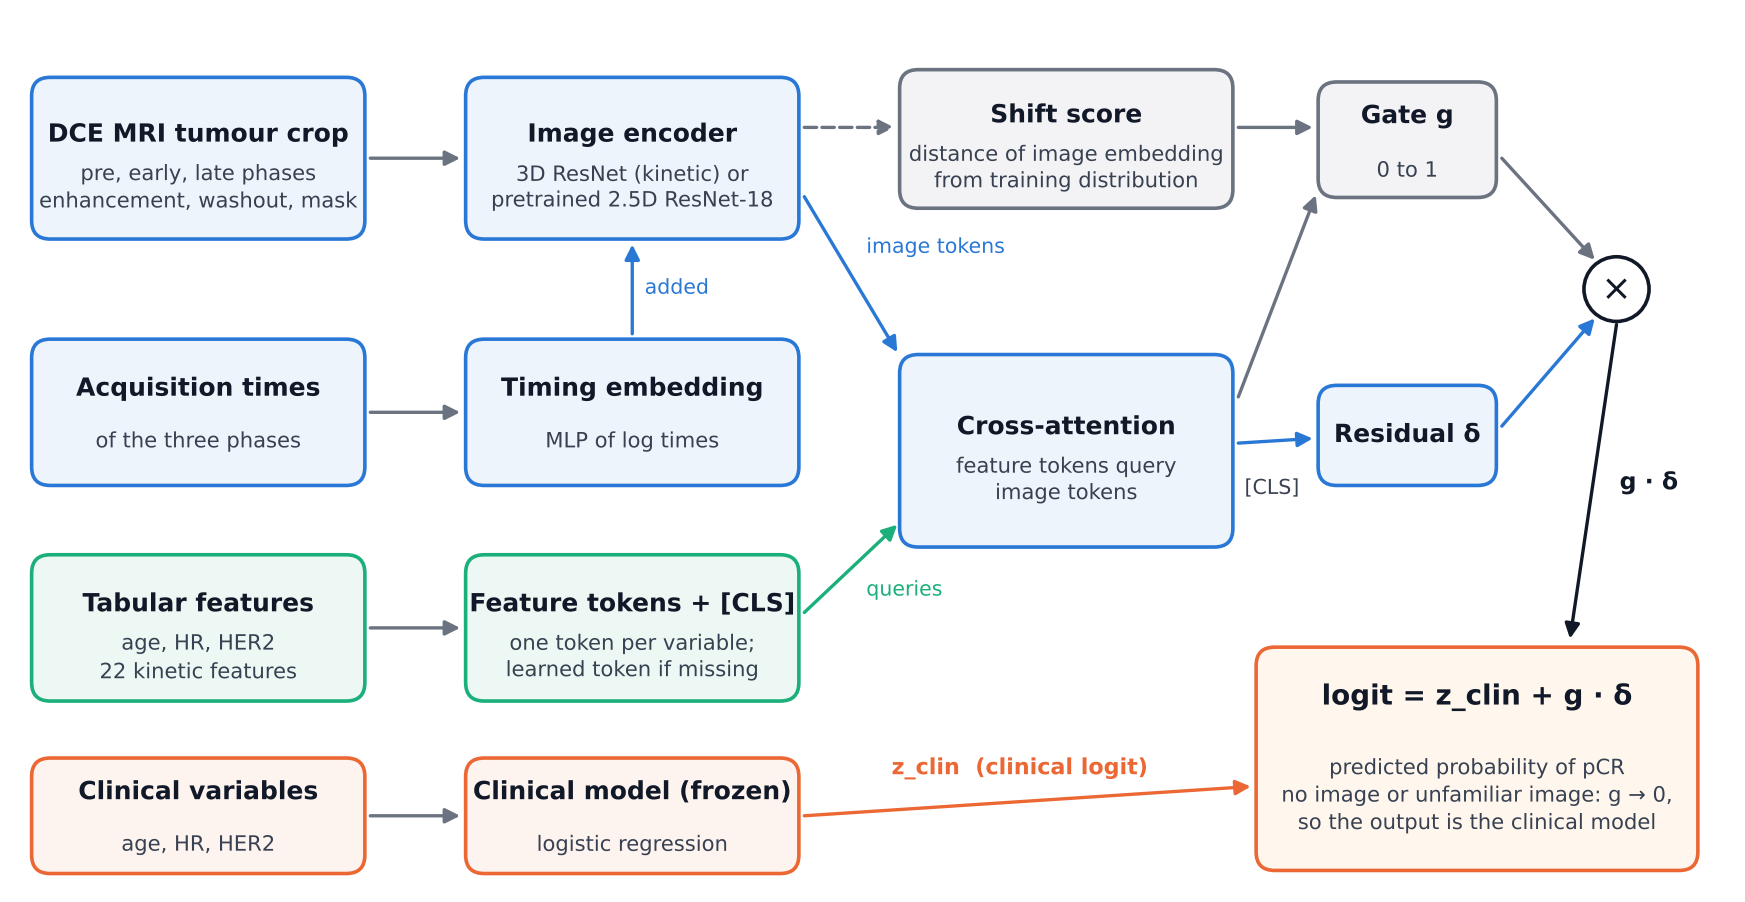 DCE MRI tumour crop
pre, early, late phases
enhancement, washout, mask
Image encoder
3D ResNet (kinetic) or
pretrained 2.5D ResNet-18
Shift score
distance of image embedding
from training distribution
Gate g
0 to 1
image tokens
added
×
Acquisition times
of the three phases
Timing embedding
MLP of log times
Cross-attention
feature tokens query
image tokens
[CLS]
Residual δ
g · δ
Tabular features
age, HR, HER2
22 kinetic features
Feature tokens + [CLS]
one token per variable;
learned token if missing
queries
Clinical variables
age, HR, HER2
Clinical model (frozen)
logistic regression
z_clin (clinical logit)
logit = z_clin + g · δ
predicted probability of pCR
no image or unfamiliar image: g → 0,
so the output is the clinical model